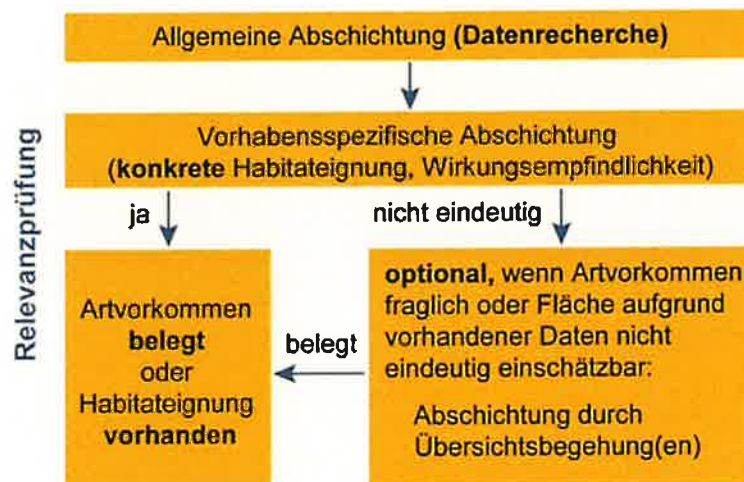 Relevanzprüfung
Allgemeine Abschichtung (Datenrecherche)
Vorhabensspezifische Abschichtung
(konkrete Habitateignung, Wirkungsempfindlichkeit)
ja
nicht eindeutig
Artvorkommen
belegt
oder
Habitateignung
vorhanden
belegt
optional, wenn Artvorkommen
fraglich oder Fläche aufgrund
vorhandener Daten nicht
eindeutig einschätzbar:
Abschichtung durch
Übersichtsbegehung(en)